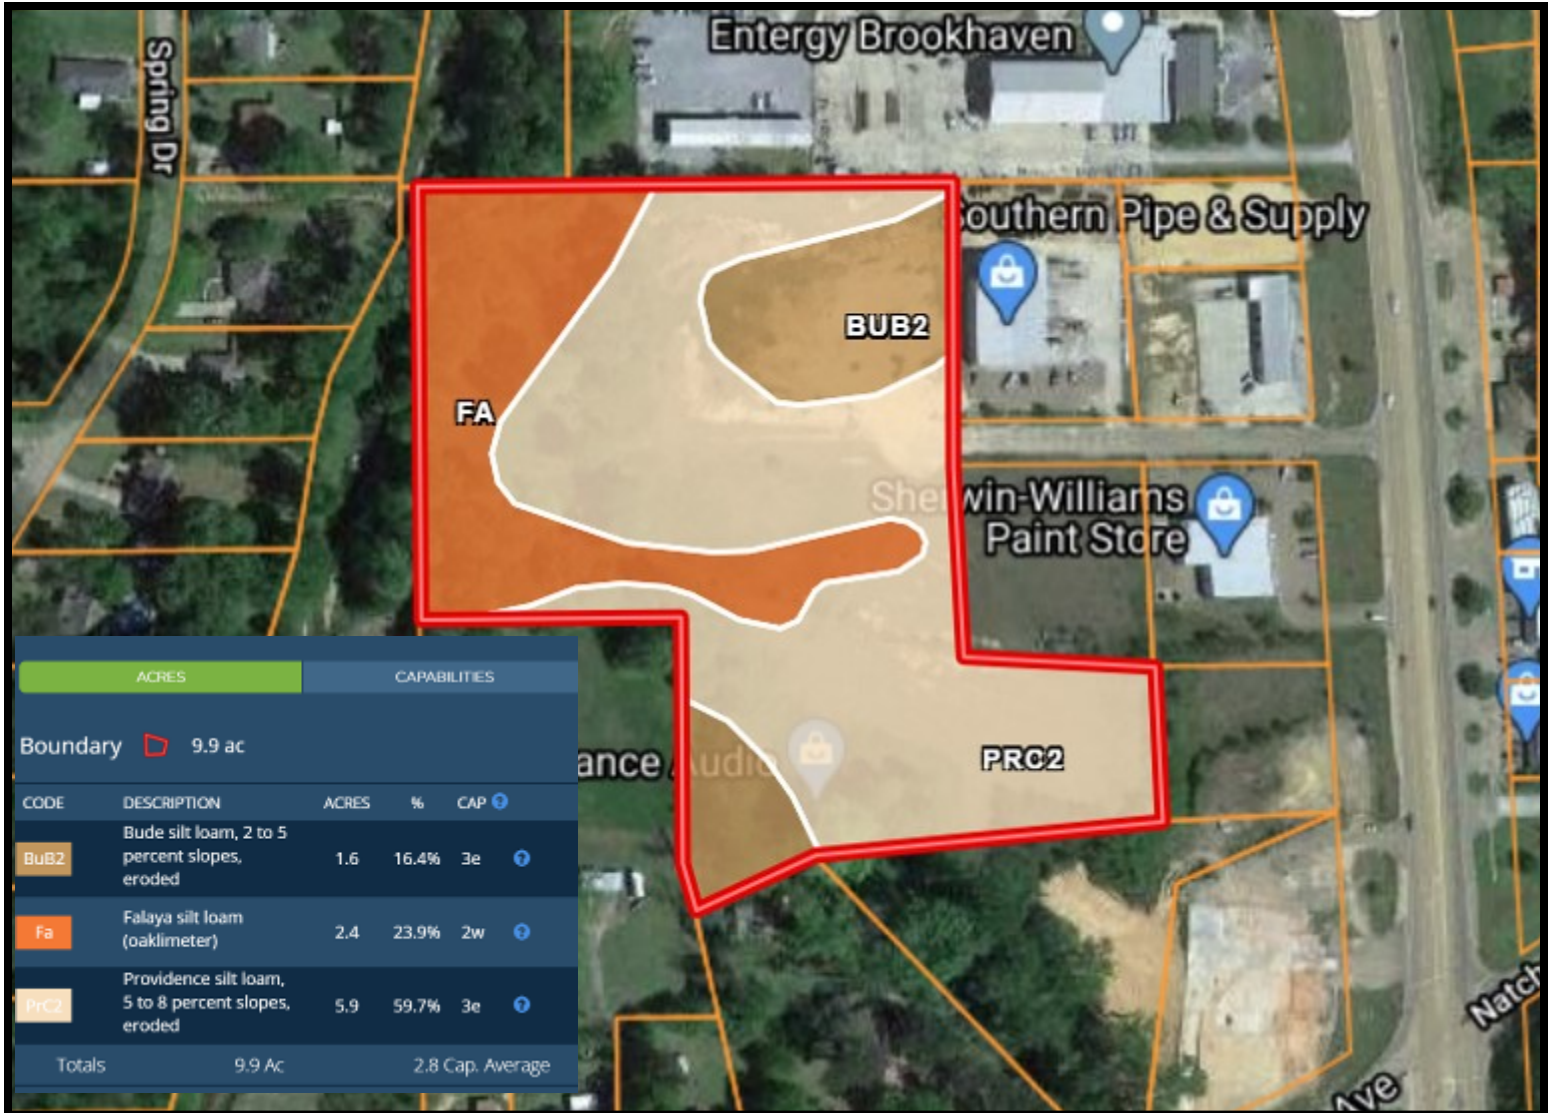 Entergy Brookhaven
Spring Dr
Southern Pipe & Supply
BUB2
FA
Sherwin-Williams
Paint Store
PRC2
ance Audio
Natch
Ave
ACRES CAPABILITIES
Boundary 9.9 ac
CODE DESCRIPTION ACRES % CAP ?
Bude silt loam, 2 to 5
BuB2 percent slopes, 1.6 16.4% 3e ?
eroded
Falaya silt loam
Fa (oaklimeter) 2.4 23.9% 2w ?
Providence silt loam,
PrC2 5 to 8 percent slopes, 5.9 59.7% 3e ?
eroded
Totals 9.9 Ac 2.8 Cap. Average